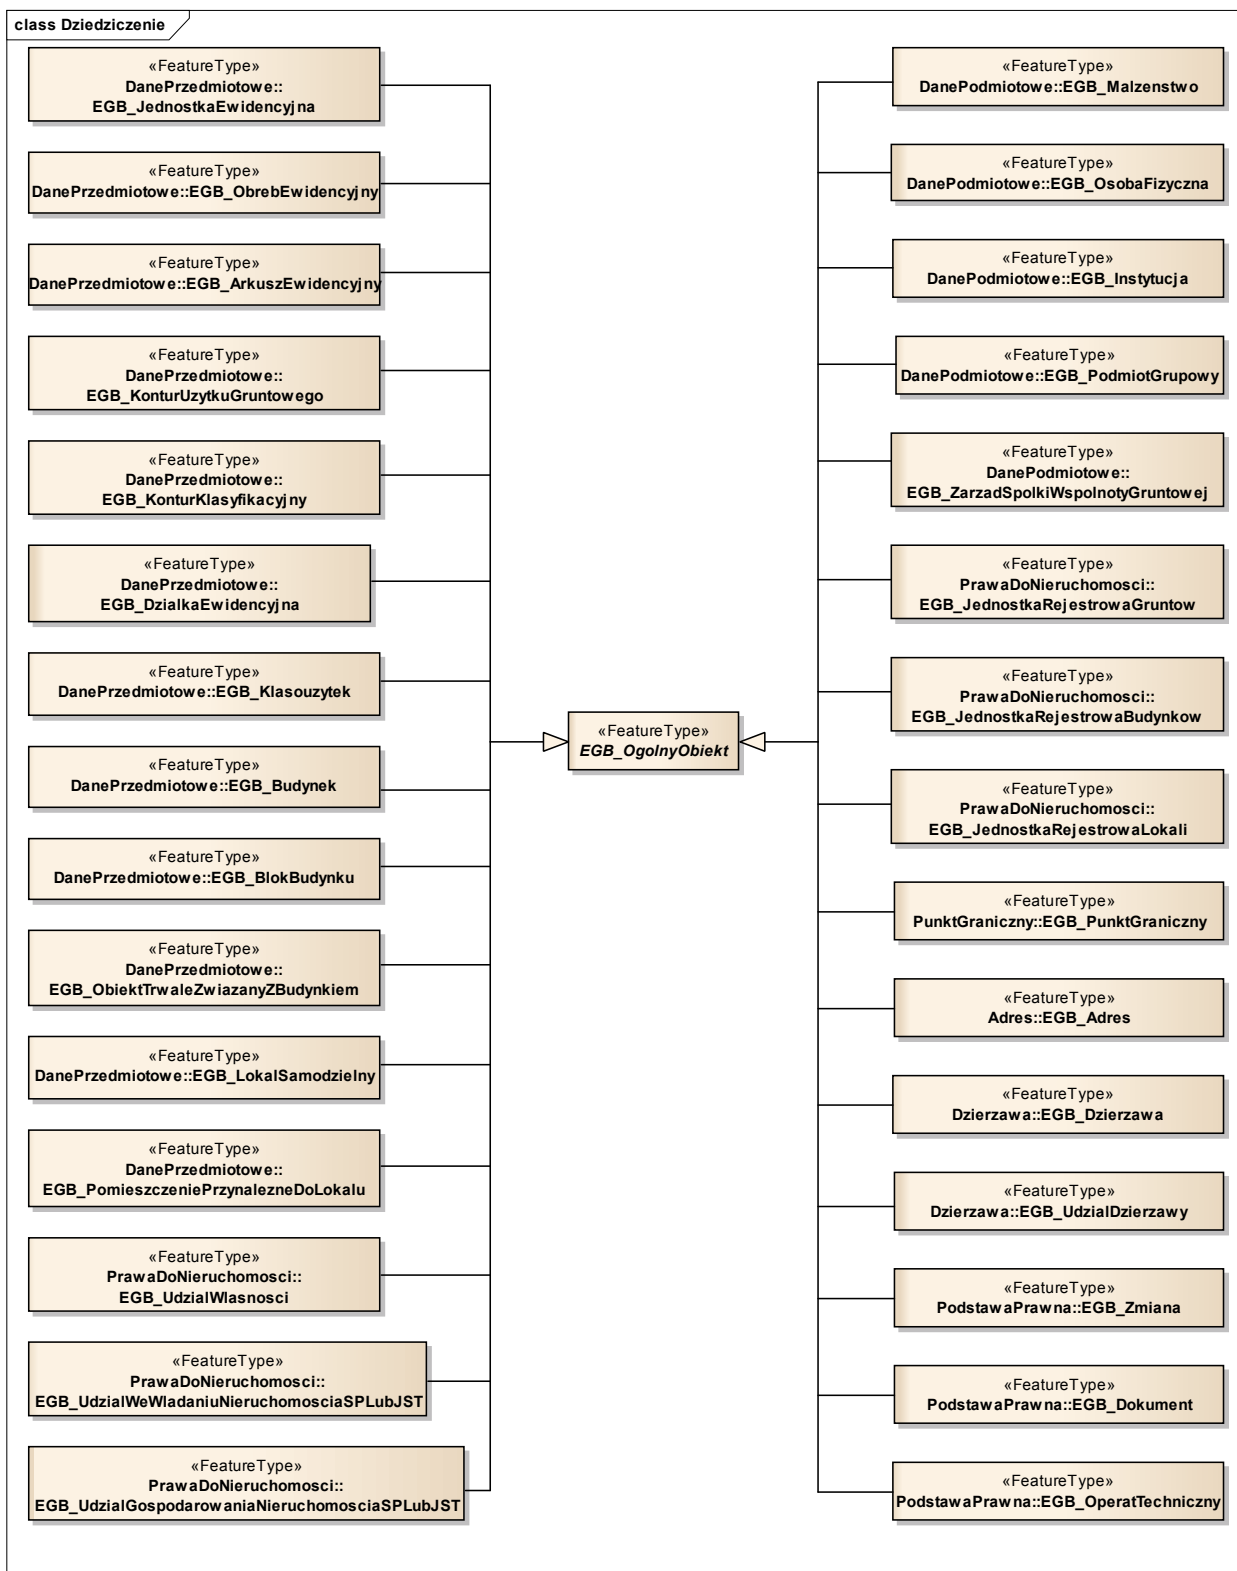 class Dziedziczenie
«FeatureType»
DanePrzedmiotowe::
EGB_JednostkaEwidencyjna
«FeatureType»
DanePrzedmiotowe::EGB_ObrebEwidencyjny
«FeatureType»
DanePrzedmiotowe::EGB_ArkuszEwidencyjny
«FeatureType»
DanePrzedmiotowe::
EGB_KonturUzytkuGruntowego
«FeatureType»
DanePrzedmiotowe::
EGB_KonturKlasyfikacyjny
«FeatureType»
DanePrzedmiotowe::
EGB_DzialkaEwidencyjna
«FeatureType»
DanePrzedmiotowe::EGB_Klasouzytek
«FeatureType»
DanePrzedmiotowe::EGB_Budynek
«FeatureType»
DanePrzedmiotowe::EGB_BlokBudynku
«FeatureType»
DanePrzedmiotowe::
EGB_ObiektTrwaleZwiazanyZBudynkiem
«FeatureType»
DanePrzedmiotowe::EGB_LokalSamodzielny
«FeatureType»
DanePrzedmiotowe::
EGB_PomieszczeniePrzynalezneDoLokalu
«FeatureType»
PrawaDoNieruchomosci::
EGB_UdzialWlasnosci
«FeatureType»
PrawaDoNieruchomosci::
EGB_UdzialWeWladaniuNieruchomosciaSPLubJST
«FeatureType»
PrawaDoNieruchomosci::
EGB_UdzialGospodarowaniaNieruchomosciaSPLubJST
«FeatureType»
EGB_OgolnyObiekt
«FeatureType»
DanePodmiotowe::EGB_Malzenstwo
«FeatureType»
DanePodmiotowe::EGB_OsobaFizyczna
«FeatureType»
DanePodmiotowe::EGB_Instytucja
«FeatureType»
DanePodmiotowe::EGB_PodmiotGrupowy
«FeatureType»
DanePodmiotowe::
EGB_ZarzadSpolkiWspolnotyGruntowej
«FeatureType»
PrawaDoNieruchomosci::
EGB_JednostkaRejestrowaGruntow
«FeatureType»
PrawaDoNieruchomosci::
EGB_JednostkaRejestrowaBudynkow
«FeatureType»
PrawaDoNieruchomosci::
EGB_JednostkaRejestrowaLokali
«FeatureType»
PunktGraniczny::EGB_PunktGraniczny
«FeatureType»
Adres::EGB_Adres
«FeatureType»
Dzierzawa::EGB_Dzierzawa
«FeatureType»
Dzierzawa::EGB_UdzialDzierzawy
«FeatureType»
PodstawaPrawna::EGB_Zmiana
«FeatureType»
PodstawaPrawna::EGB_Dokument
«FeatureType»
PodstawaPrawna::EGB_OperatTechniczny